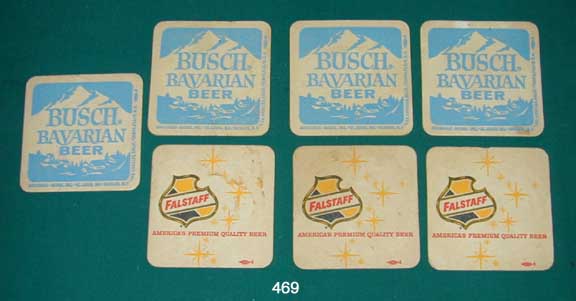 BUSCH
BAVARIAN
BEER
BUSCH
BAVARIAN
BEER
BUSCH
BAVARIAN
BEER
BUSCH
BAVARIAN
BEER
FALSTAFF
AMERICA'S PREMIUM QUALITY BEER
FALSTAFF
AMERICA'S PREMIUM QUALITY BEER
FALSTAFF
AMERICA'S PREMIUM QUALITY BEER
469